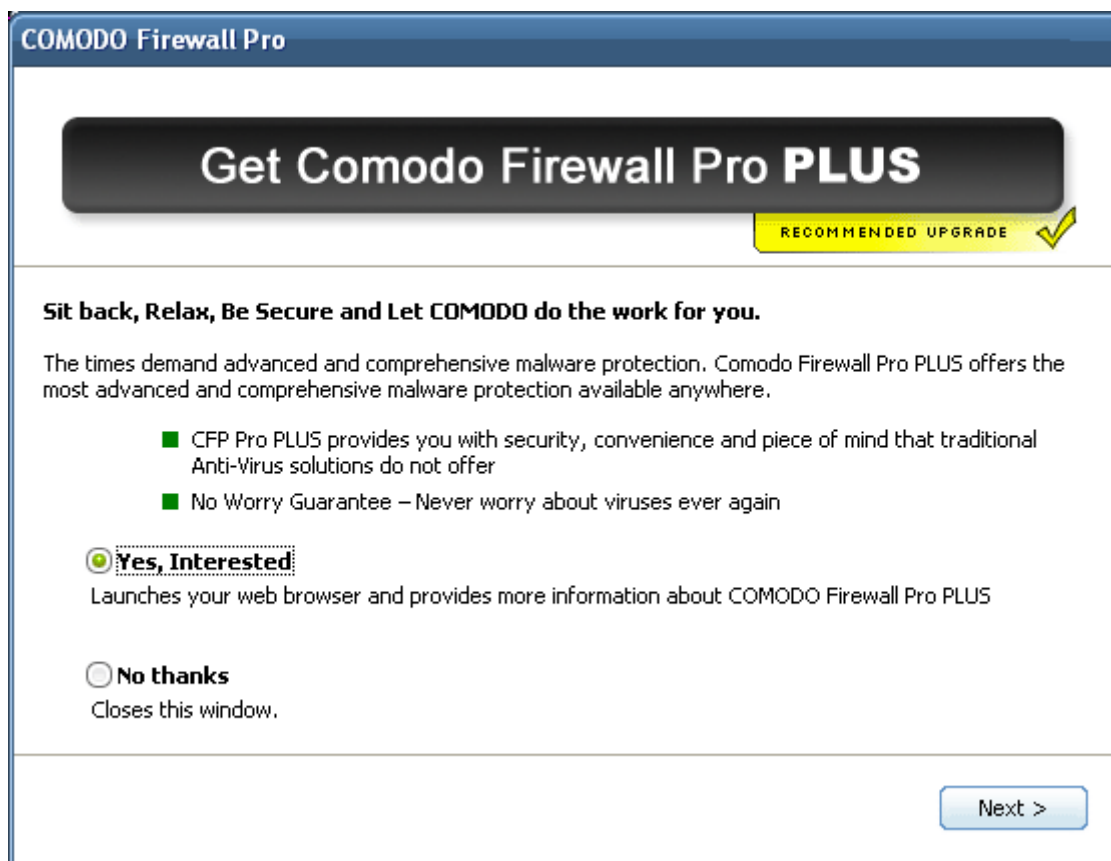 COMODO Firewall Pro
Get Comodo Firewall Pro PLUS
RECOMMENDED UPGRADE
Sit back, Relax, Be Secure and Let COMODO do the work for you.
The times demand advanced and comprehensive malware protection. Comodo Firewall Pro PLUS offers the
most advanced and comprehensive malware protection available anywhere.
CFP Pro PLUS provides you with security, convenience and piece of mind that traditional
Anti-Virus solutions do not offer
No Worry Guarantee – Never worry about viruses ever again
Yes, Interested
Launches your web browser and provides more information about COMODO Firewall Pro PLUS
No thanks
Closes this window.
Next >